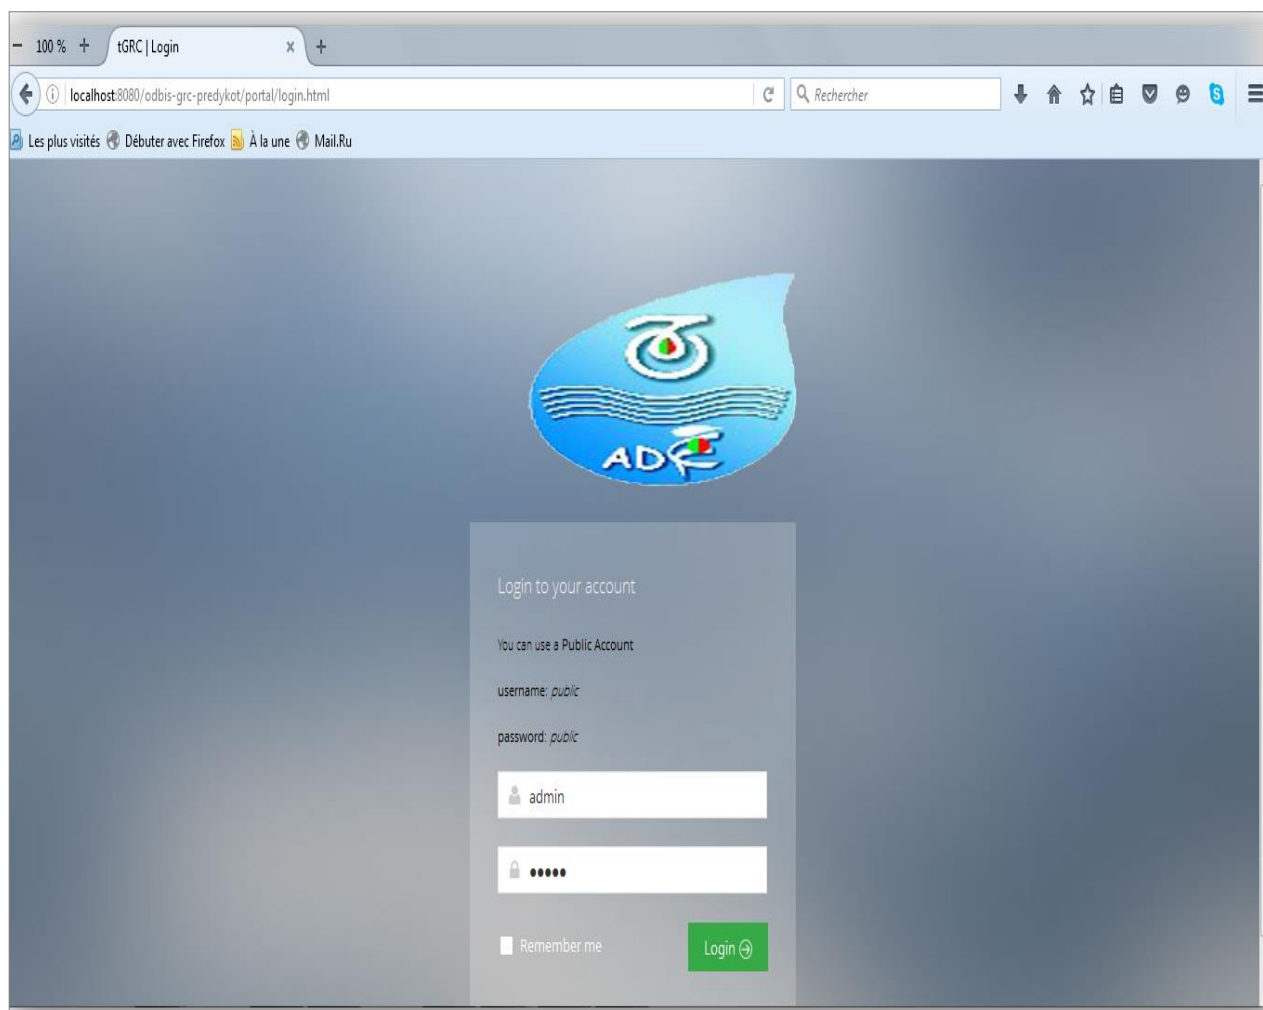 100 % + tGRC | Login x +
localhost:8080/odbis-grc-predykot/portal/login.html Rechercher
Les plus visités Débuter avec Firefox À la une Mail.Ru
ADE
Login to your account
You can use a Public Account
username: public
password: public
admin
•••••
Remember me Login